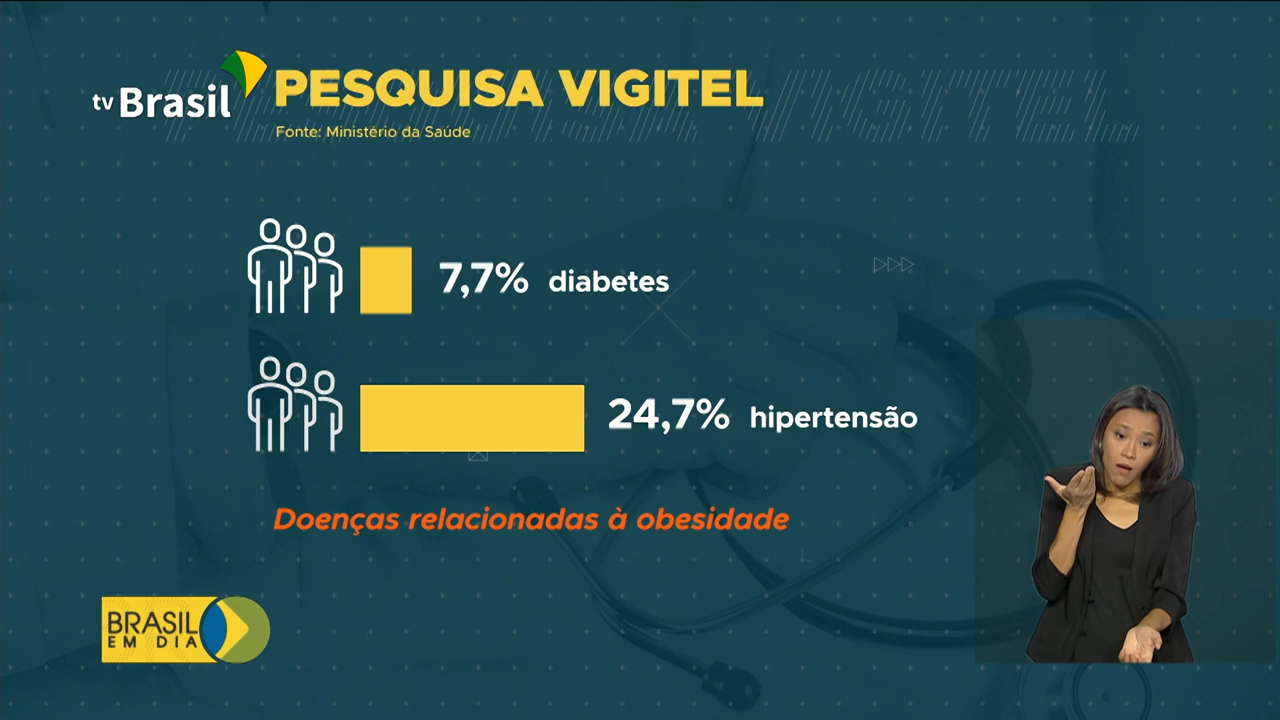 tv Brasil
PESQUISA VIGITEL
Fonte: Ministério da Saúde
7,7% diabetes
24,7% hipertensão
Doenças relacionadas à obesidade
BRASIL
EM DIA